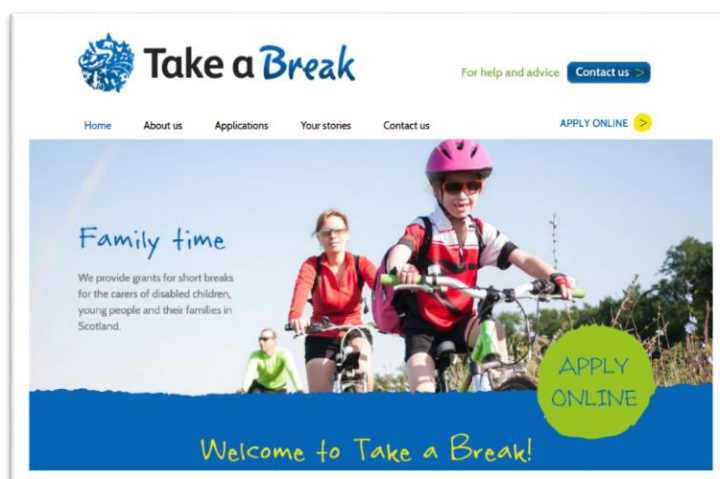 Take a Break
For help and advice Contact us >
Home About us Applications Your stories Contact us APPLY ONLINE >
Family time
We provide grants for short breaks
for the carers of disabled children,
young people and their families in
Scotland.
APPLY
ONLINE
Welcome to Take a Break!